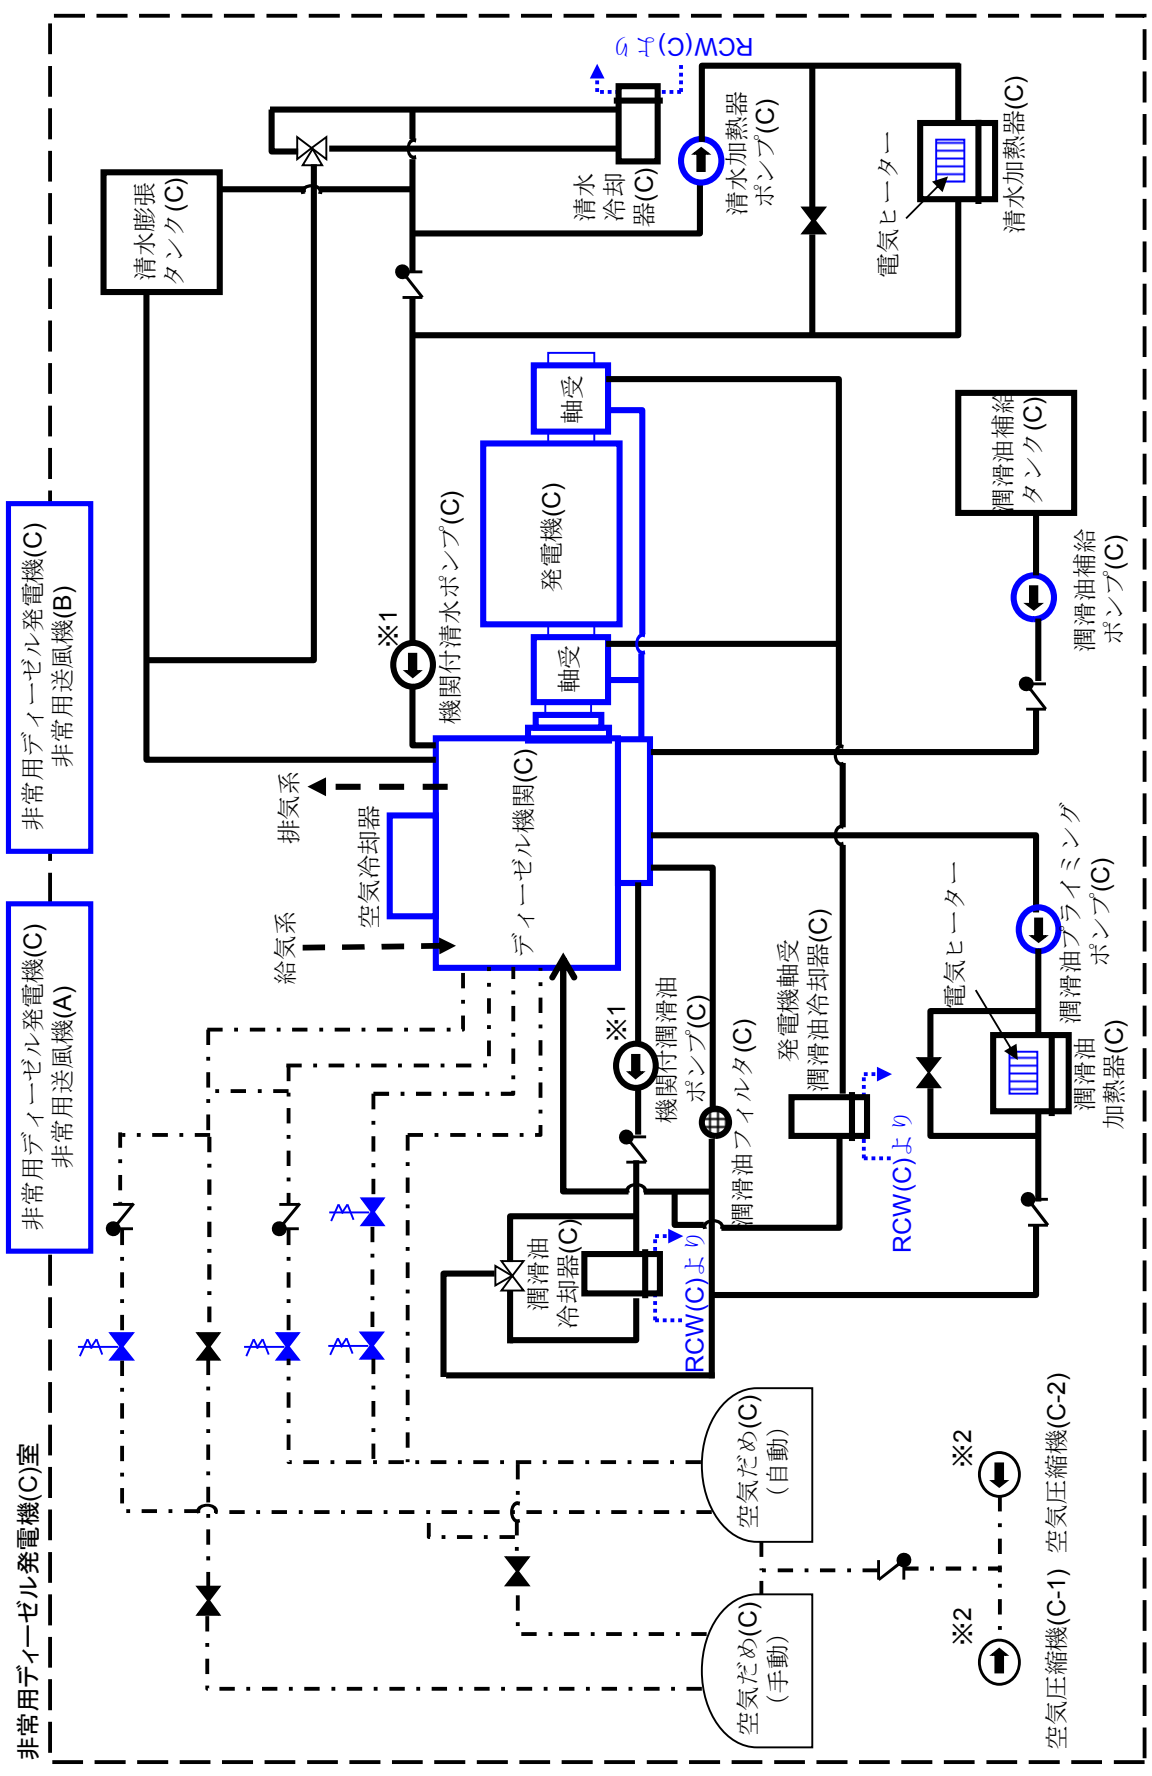 非常用ディーゼル発電機(C)室
非常用ディーゼル発電機(C)
非常用送風機(A)
非常用ディーゼル発電機(C)
非常用送風機(B)
清水膨張
タンク(C)
給気系
排気系
空気冷却器
ディーゼル機関(C)
※1
機関付清水ポンプ(C)
軸受
発電機(C)
軸受
清水
冷却
器(C)
RCW(C)より
清水加熱器
ポンプ(C)
電気ヒーター
清水加熱器(C)
潤滑油
冷却器(C)
RCW(C)より
※1
機関付潤滑油
ポンプ(C)
潤滑油フィルタ(C)
発電機軸受
潤滑油冷却器(C)
RCW(C)より
電気ヒーター
潤滑油
加熱器(C)
潤滑油プライミング
ポンプ(C)
潤滑油補給
ポンプ(C)
潤滑油補給
タンク(C)
空気だめ(C)
（手動）
空気だめ(C)
（自動）
※2
※2
空気圧縮機(C-1)
空気圧縮機(C-2)